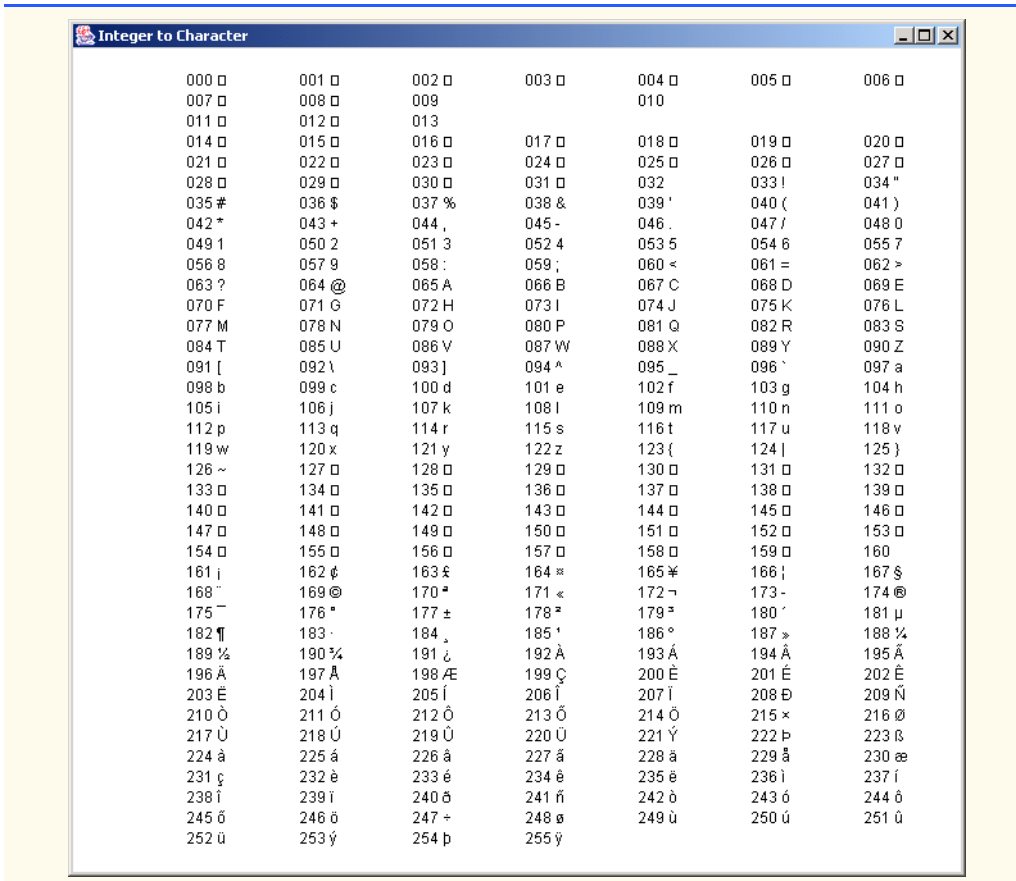 Integer to Character
000 □ 001 □ 002 □ 003 □ 004 □ 005 □ 006 □
007 □ 008 □ 009 010
011 □ 012 □ 013
014 □ 015 □ 016 □ 017 □ 018 □ 019 □ 020 □
021 □ 022 □ 023 □ 024 □ 025 □ 026 □ 027 □
028 □ 029 □ 030 □ 031 □ 032 033 ! 034 "
035 # 036 $ 037 % 038 & 039 ' 040 ( 041 )
042 * 043 + 044 , 045 - 046 . 047 / 048 0
049 1 050 2 051 3 052 4 053 5 054 6 055 7
056 8 057 9 058 : 059 ; 060 < 061 = 062 >
063 ? 064 @ 065 A 066 B 067 C 068 D 069 E
070 F 071 G 072 H 073 I 074 J 075 K 076 L
077 M 078 N 079 O 080 P 081 Q 082 R 083 S
084 T 085 U 086 V 087 W 088 X 089 Y 090 Z
091 [ 092 \ 093 ] 094 ^ 095 _ 096 ` 097 a
098 b 099 c 100 d 101 e 102 f 103 g 104 h
105 i 106 j 107 k 108 l 109 m 110 n 111 o
112 p 113 q 114 r 115 s 116 t 117 u 118 v
119 w 120 x 121 y 122 z 123 { 124 | 125 }
126 ~ 127 □ 128 □ 129 □ 130 □ 131 □ 132 □
133 □ 134 □ 135 □ 136 □ 137 □ 138 □ 139 □
140 □ 141 □ 142 □ 143 □ 144 □ 145 □ 146 □
147 □ 148 □ 149 □ 150 □ 151 □ 152 □ 153 □
154 □ 155 □ 156 □ 157 □ 158 □ 159 □ 160
161 ¡ 162 ¢ 163 £ 164 ¤ 165 ¥ 166 ¦ 167 §
168 ¨ 169 © 170 ª 171 « 172 ¬ 173 - 174 ®
175 ¯ 176 ° 177 ± 178 ² 179 ³ 180 ´ 181 µ
182 ¶ 183 · 184 ¸ 185 ¹ 186 º 187 » 188 ¼
189 ½ 190 ¾ 191 ¿ 192 À 193 Á 194 Â 195 Ã
196 Ä 197 Å 198 Æ 199 Ç 200 È 201 É 202 Ê
203 Ë 204 Ì 205 Í 206 Î 207 Ï 208 Ð 209 Ñ
210 Ò 211 Ó 212 Ô 213 Õ 214 Ö 215 × 216 Ø
217 Ù 218 Ú 219 Û 220 Ü 221 Ý 222 Þ 223 ß
224 à 225 á 226 â 227 ã 228 ä 229 å 230 æ
231 ç 232 è 233 é 234 ê 235 ë 236 ì 237 í
238 î 239 ï 240 ð 241 ñ 242 ò 243 ó 244 ô
245 õ 246 ö 247 ÷ 248 ø 249 ù 250 ú 251 û
252 ü 253 ý 254 þ 255 ÿ